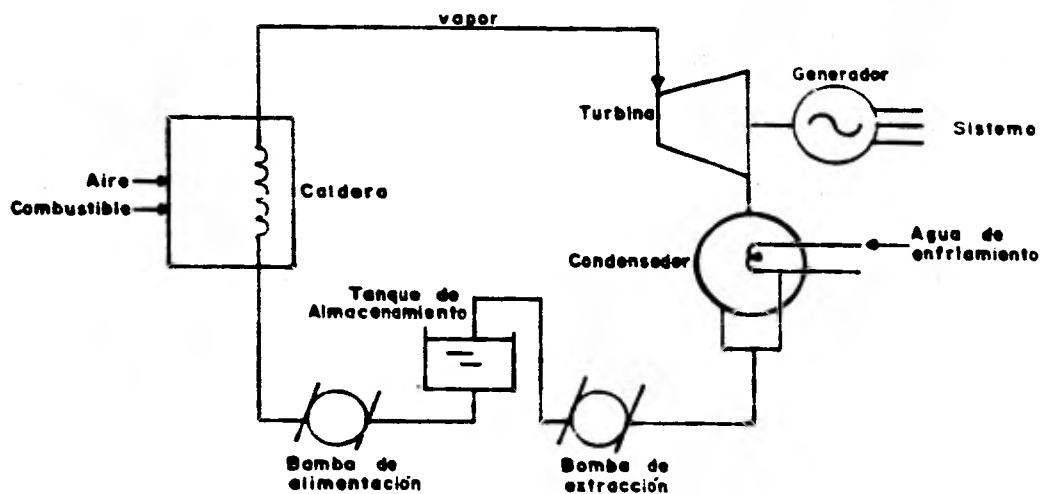 vapor
Generador
Turbina
Sistema
Aire
Combustible
Caldera
Agua de
enfriamiento
Condensador
Tanque de
Almacenamiento
Bomba de
alimentación
Bomba de
extracción